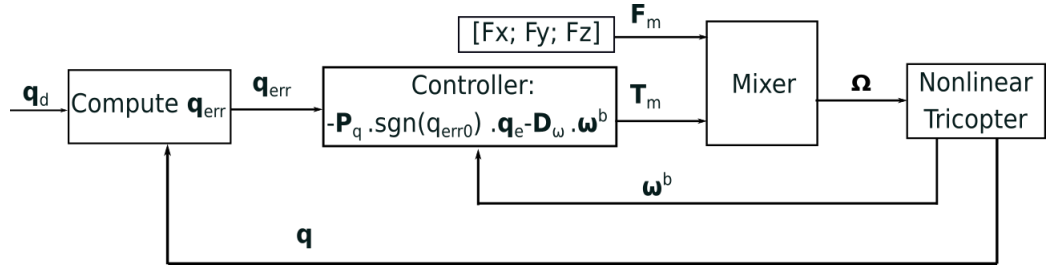 F_m
[Fx; Fy; Fz]
q_d
Compute q_err
q_err
Controller:
-P_q .sgn(q_err0) .q_e-D_ω .ω^b
T_m
Mixer
Ω
Nonlinear
Tricopter
ω^b
q